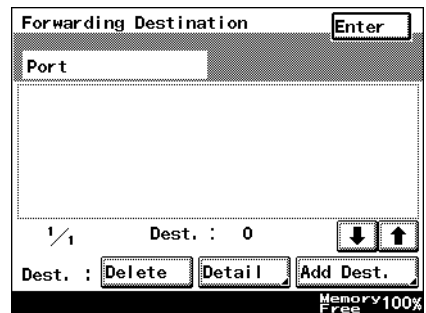 Forwarding Destination Enter
Port
1/1 Dest. : 0
Dest. : Delete Detail Add Dest.
Memory Free 100%